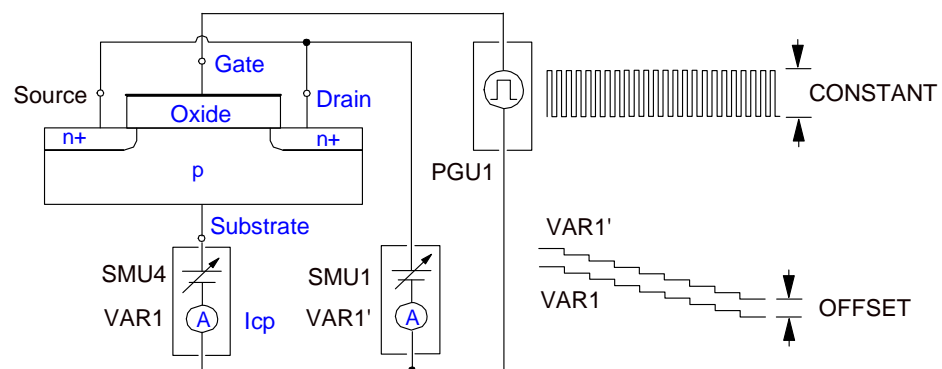 Gate
Source
Drain
Oxide
n+
n+
p
PGU1
CONSTANT
Substrate
SMU4
VAR1
A
Icp
SMU1
VAR1'
A
VAR1'
VAR1
OFFSET